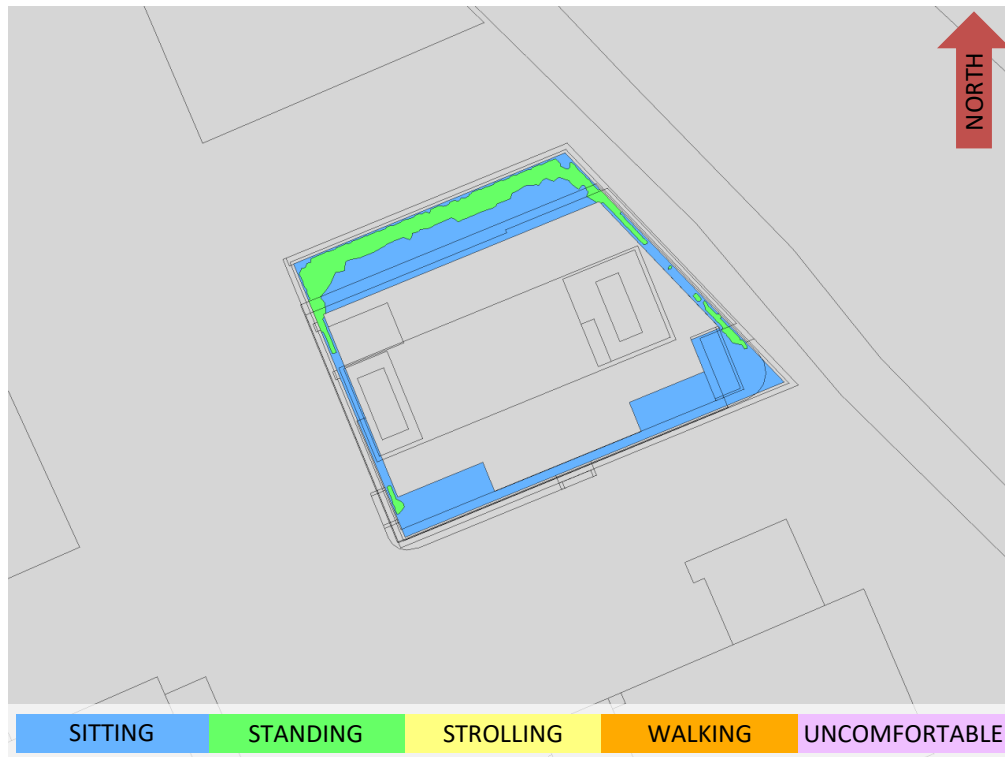 NORTH
SITTING
STANDING
STROLLING
WALKING
UNCOMFORTABLE